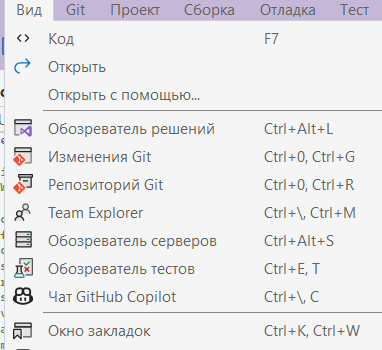 Вид Git Проект Сборка Отладка Тест
Код F7
Открыть
Открыть с помощью...
Обозреватель решений Ctrl+Alt+L
Изменения Git Ctrl+0, Ctrl+G
Репозиторий Git Ctrl+0, Ctrl+R
Team Explorer Ctrl+\, Ctrl+M
Обозреватель серверов Ctrl+Alt+S
Обозреватель тестов Ctrl+E, T
Чат GitHub Copilot Ctrl+\, C
Окно закладок Ctrl+K, Ctrl+W